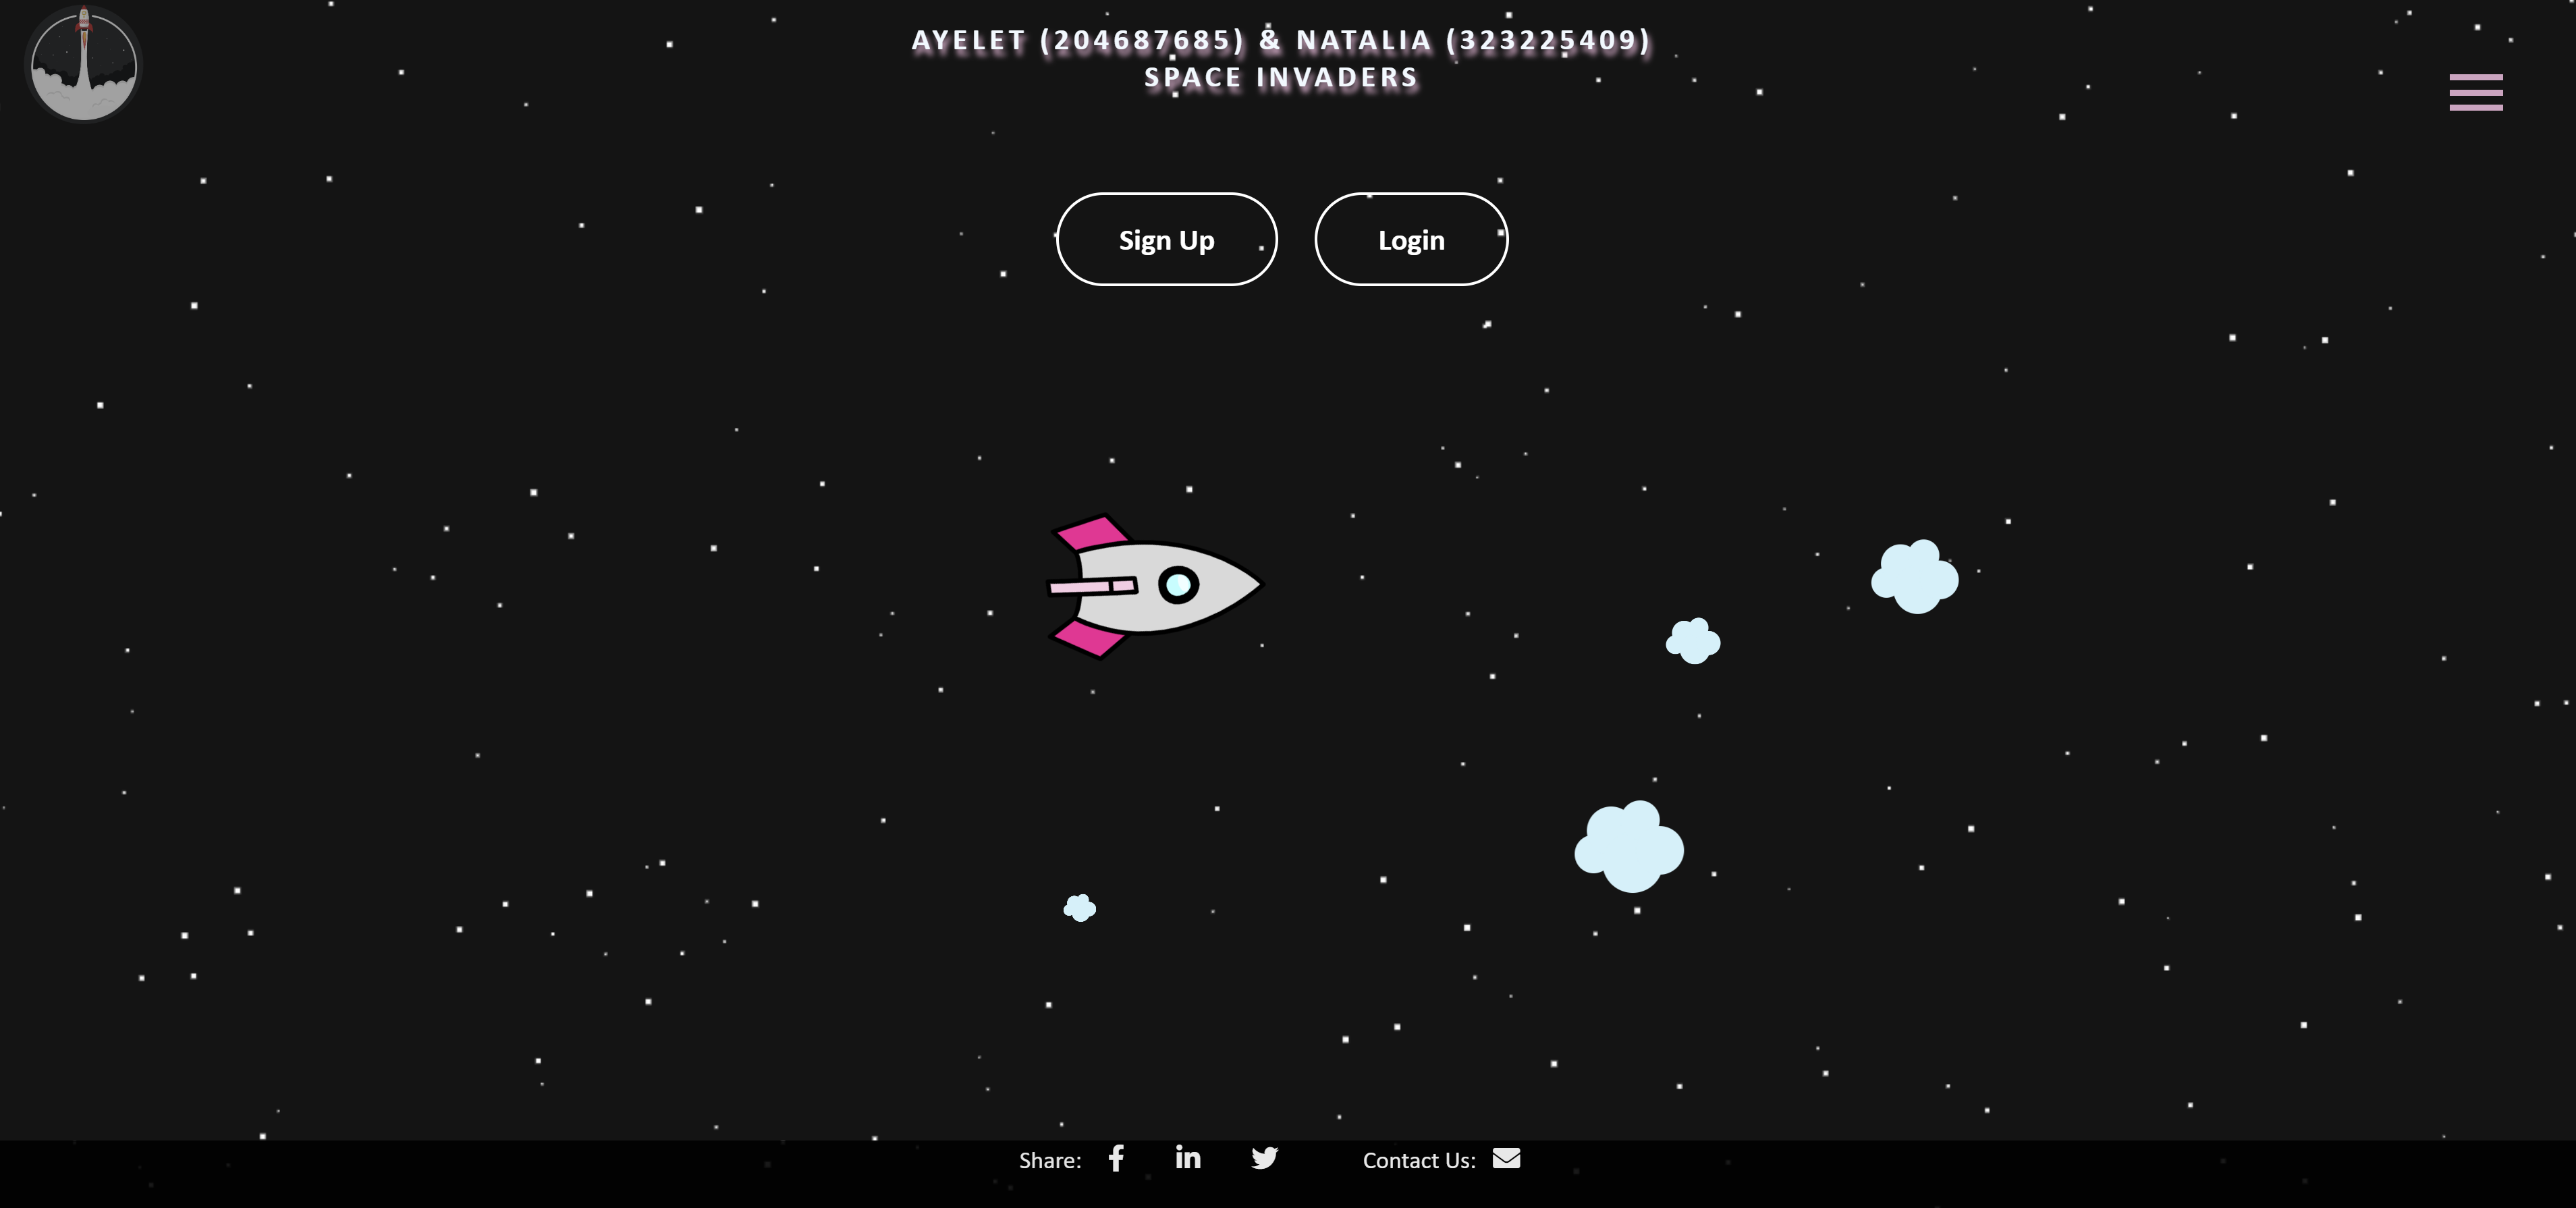 AYELET (204687685) & NATALIA (323225409)
SPACE INVADERS
Sign Up
Login
Share:
Contact Us: